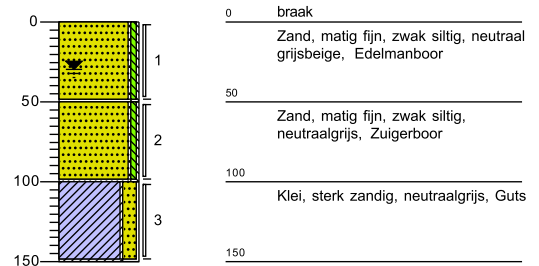 0
50
100
150
1
2
3
0 braak
Zand, matig fijn, zwak siltig, neutraal
grijsbeige, Edelmanboor
50
Zand, matig fijn, zwak siltig,
neutraalgrijs, Zuigerboor
100
Klei, sterk zandig, neutraalgrijs, Guts
150